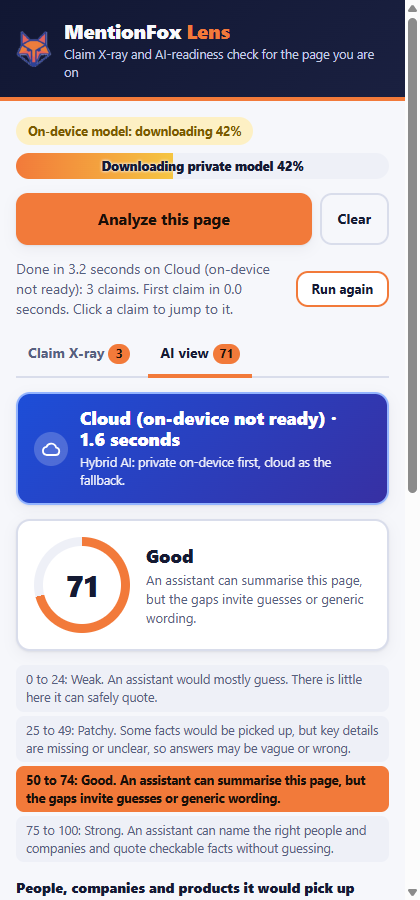 MentionFox Lens
Claim X-ray and AI-readiness check for the page you are
on
On-device model: downloading 42%
Downloading private model 42%
Analyze this page
Clear
Done in 3.2 seconds on Cloud (on-device
not ready): 3 claims. First claim in 0.0
seconds. Click a claim to jump to it.
Run again
Claim X-ray 3
AI view 71
Cloud (on-device not ready) ·
1.6 seconds
Hybrid AI: private on-device first, cloud as the
fallback.
71
Good
An assistant can summarise this page,
but the gaps invite guesses or generic
wording.
0 to 24: Weak. An assistant would mostly guess. There is little
here it can safely quote.
25 to 49: Patchy. Some facts would be picked up, but key details
are missing or unclear, so answers may be vague or wrong.
50 to 74: Good. An assistant can summarise this page, but
the gaps invite guesses or generic wording.
75 to 100: Strong. An assistant can name the right people and
companies and quote checkable facts without guessing.
People, companies and products it would pick up